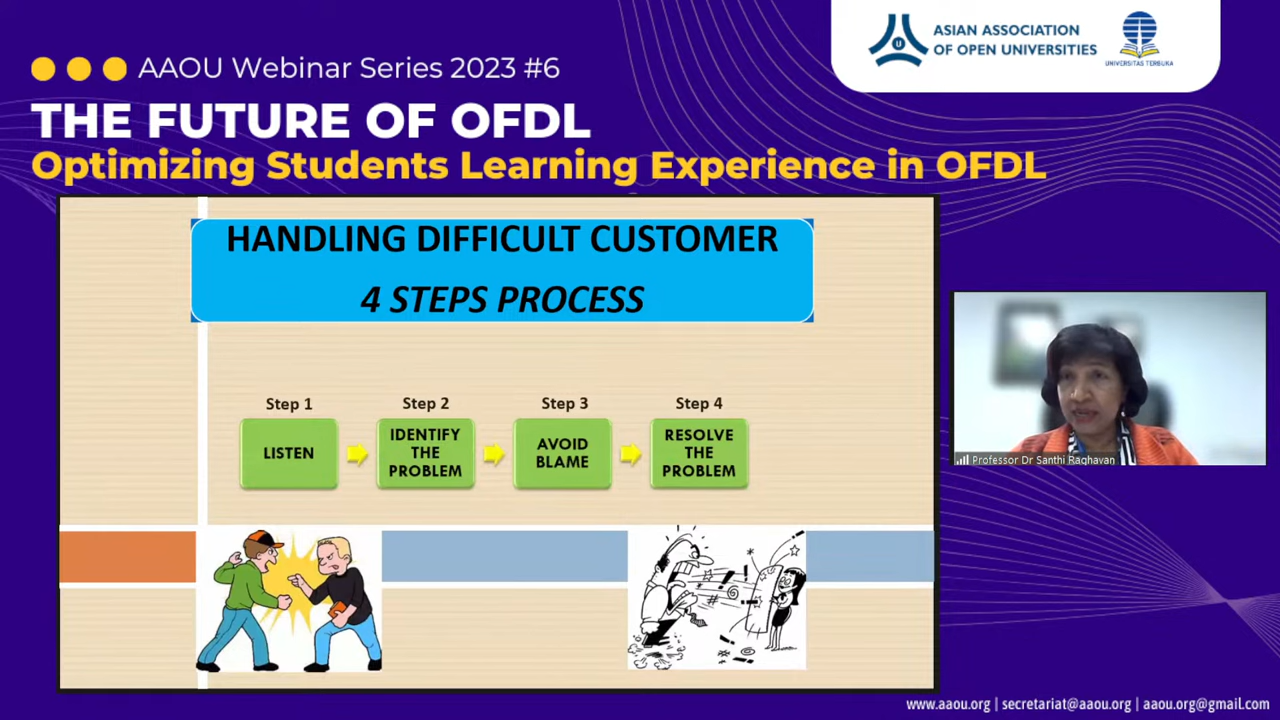 ASIAN ASSOCIATION
OF OPEN UNIVERSITIES
UNIVERSITAS TERBUKA
AAOU Webinar Series 2023 #6
THE FUTURE OF OFDL
Optimizing Students Learning Experience in OFDL
HANDLING DIFFICULT CUSTOMER
4 STEPS PROCESS
Step 1
LISTEN
Step 2
IDENTIFY
THE
PROBLEM
Step 3
AVOID
BLAME
Step 4
RESOLVE
THE
PROBLEM
Professor Dr Santhi Raghavan
www.aaou.org | secretariat@aaou.org | aaou.org@gmail.com